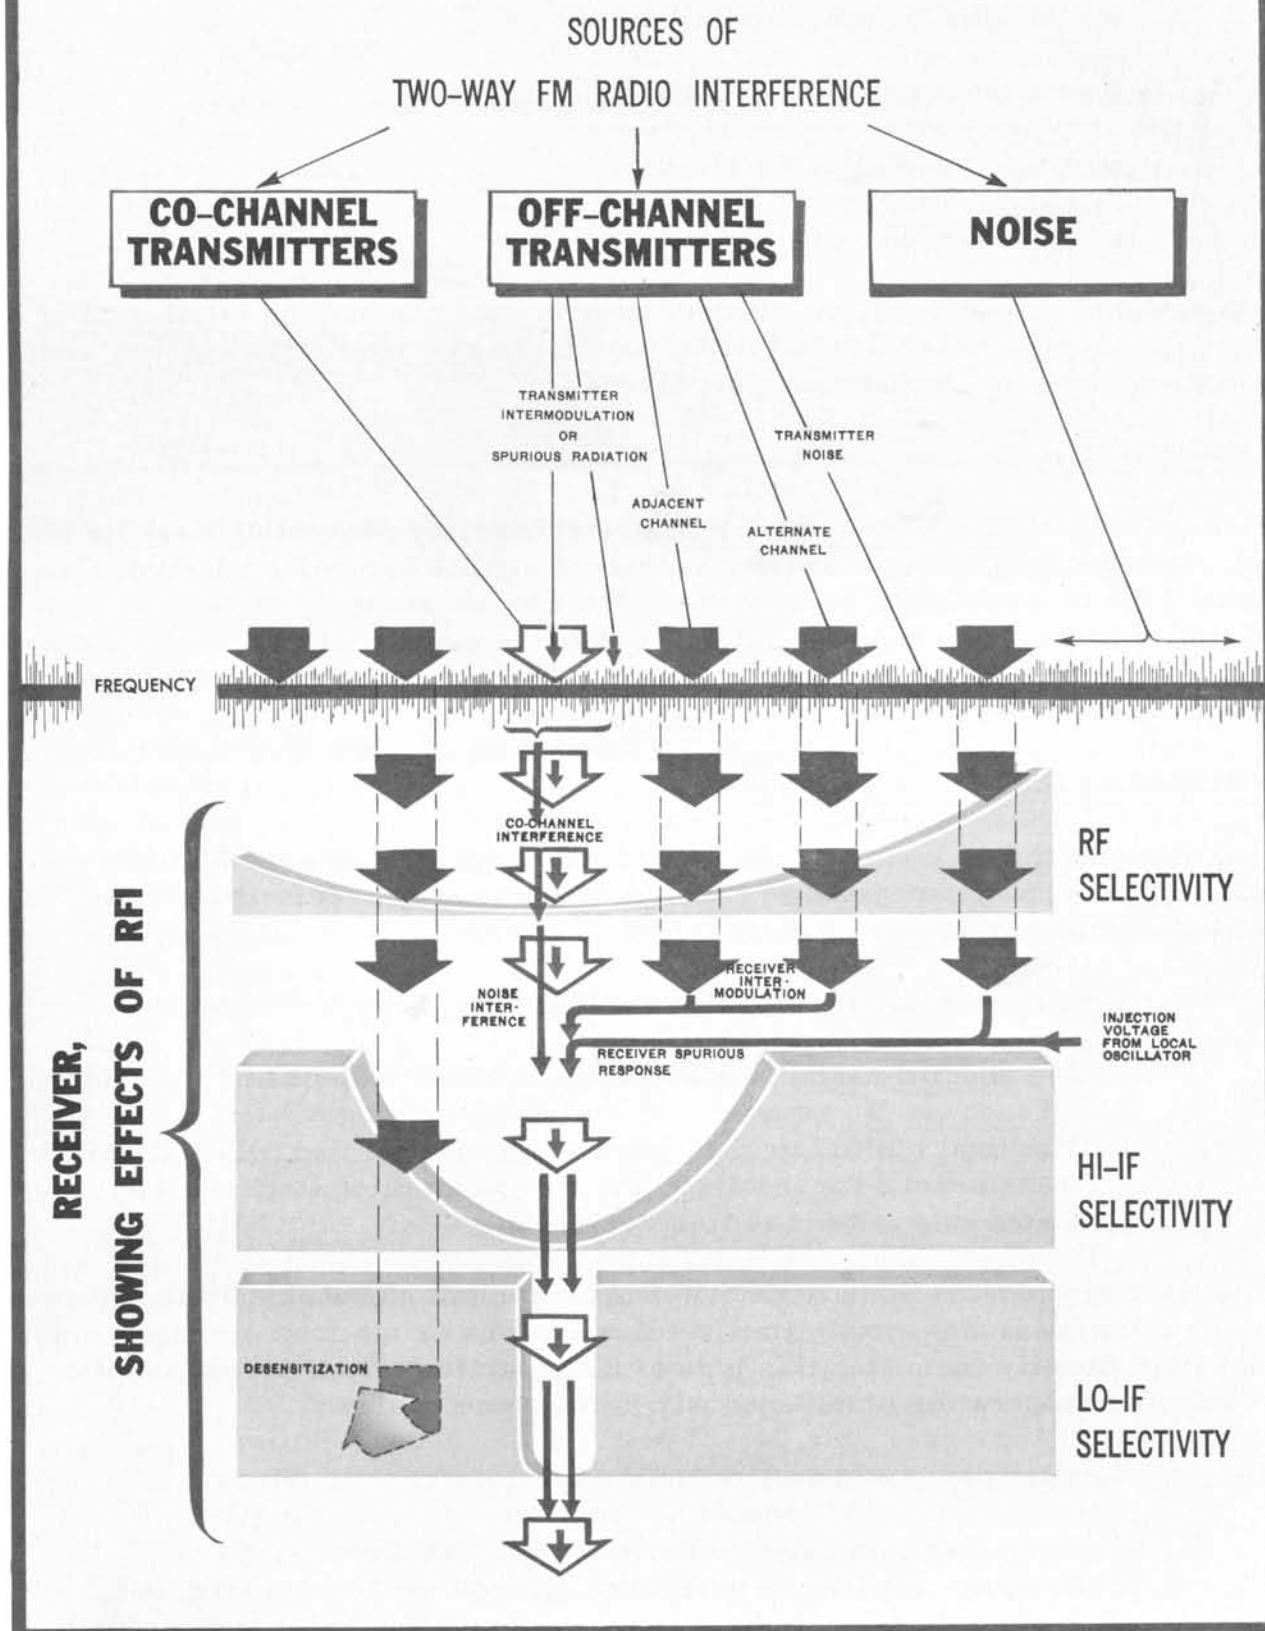 SOURCES OF
TWO-WAY FM RADIO INTERFERENCE
CO-CHANNEL
TRANSMITTERS
OFF-CHANNEL
TRANSMITTERS
NOISE
TRANSMITTER
INTERMODULATION
OR
SPURIOUS RADIATION
TRANSMITTER
NOISE
ADJACENT
CHANNEL
ALTERNATE
CHANNEL
FREQUENCY
CO-CHANNEL
INTERFERENCE
RF
SELECTIVITY
RECEIVER,
SHOWING EFFECTS OF RFI
NOISE
INTER-
FERENCE
RECEIVER
INTER-
MODULATION
RECEIVER SPURIOUS
RESPONSE
INJECTION
VOLTAGE
FROM LOCAL
OSCILLATOR
HI-IF
SELECTIVITY
DESENSITIZATION
LO-IF
SELECTIVITY